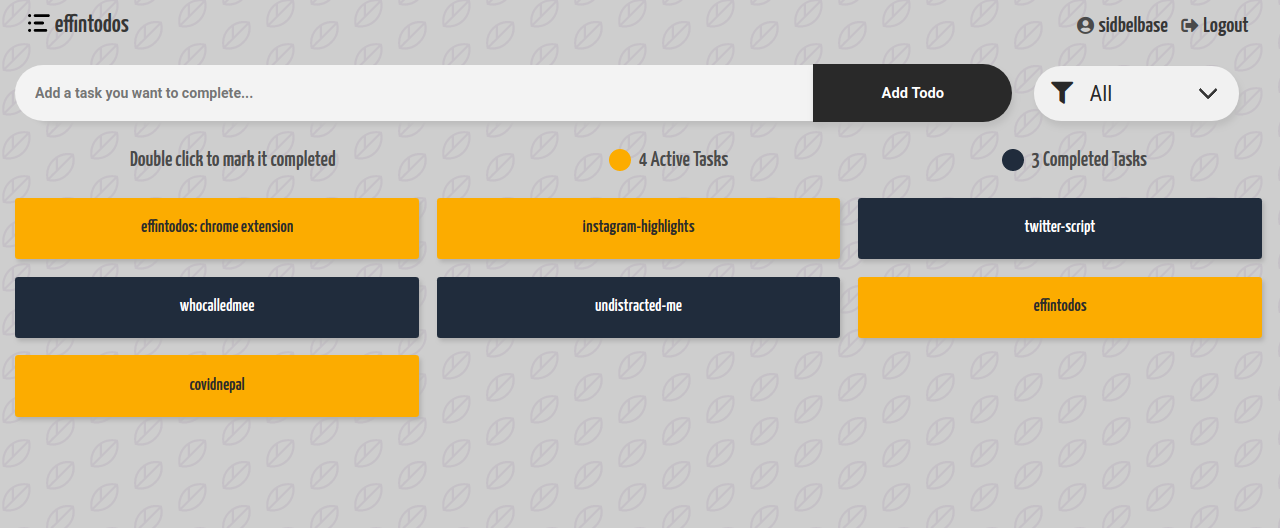 effintodos
sidbelbase Logout
Add a task you want to complete...
Add Todo
All
Double click to mark it completed
4 Active Tasks
3 Completed Tasks
effintodos: chrome extension
instagram-highlights
twitter-script
whocalledmee
undistracted-me
effintodos
covidnepal